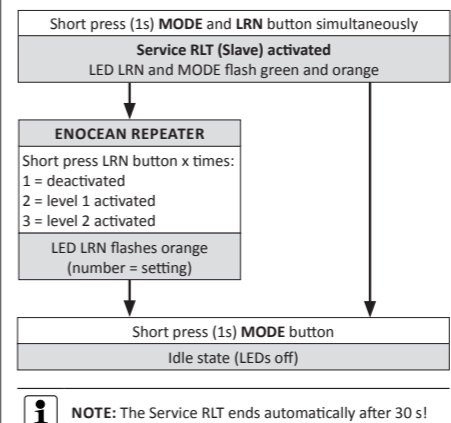 Short press (1s) MODE and LRN button simultaneously
Service RLT (Slave) activated
LED LRN and MODE flash green and orange
ENOCEAN REPEATER
Short press LRN button x times:
1 = deactivated
2 = level 1 activated
3 = level 2 activated
LED LRN flashes orange
(number = setting)
Short press (1s) MODE button
Idle state (LEDs off)
i NOTE: The Service RLT ends automatically after 30 s!